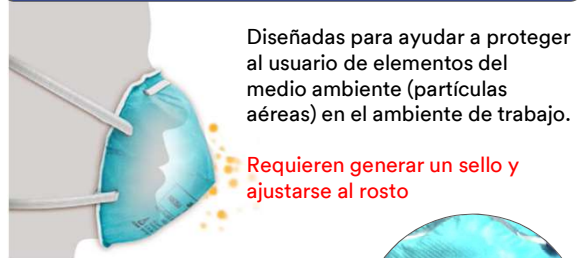 Diseñadas para ayudar a proteger
al usuario de elementos del
medio ambiente (partículas
aéreas) en el ambiente de trabajo.
Requieren generar un sello y
ajustarse al rosto